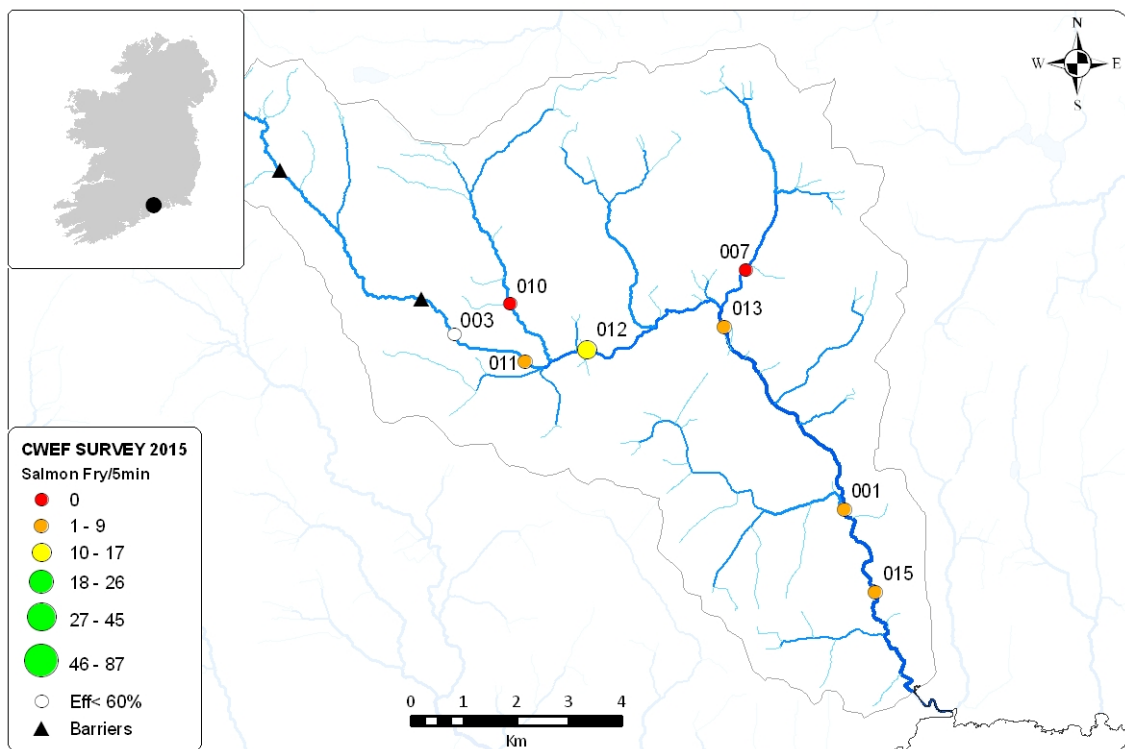 N
W E
S
007
010
013
003
012
011
CWEF SURVEY 2015
Salmon Fry/5min
0
1 - 9
10 - 17
18 - 26
27 - 45
46 - 87
Eff< 60%
Barriers
001
015
0 1 2 3 4
Km